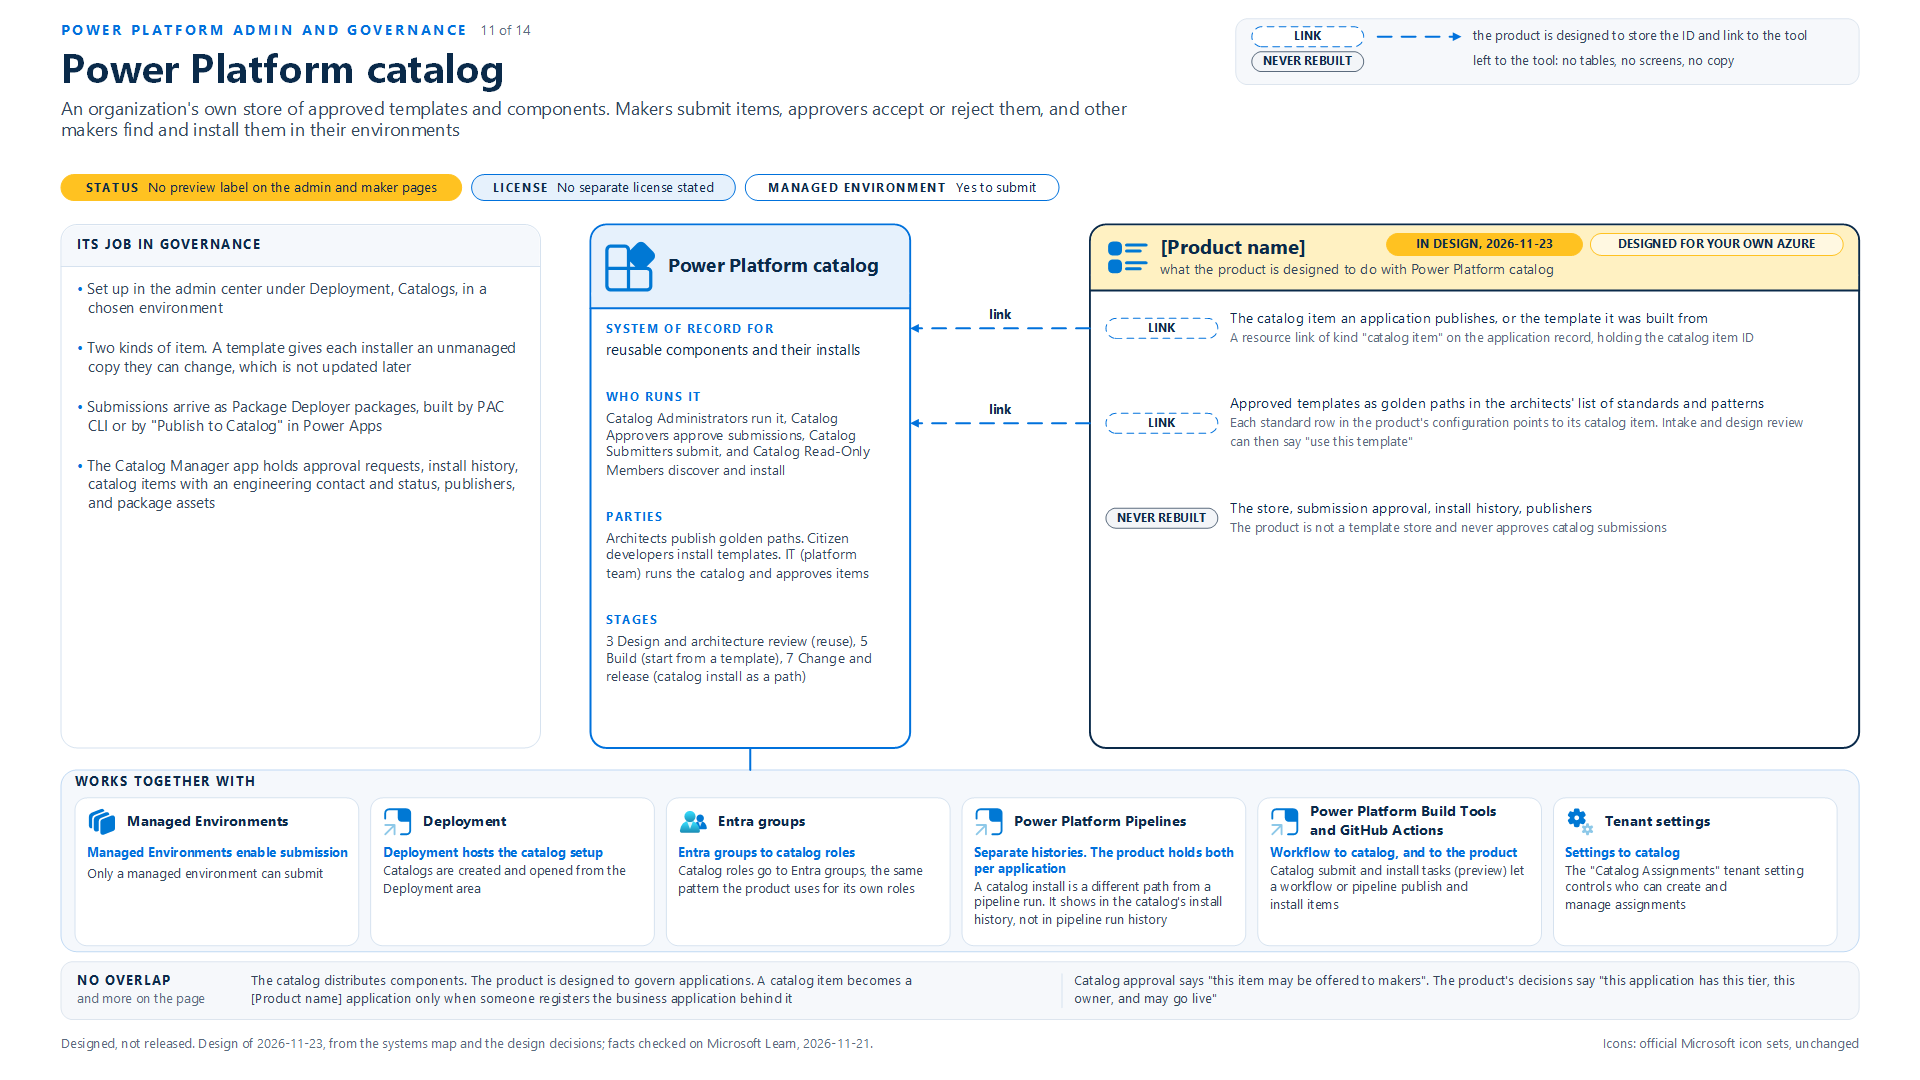 POWER PLATFORM ADMIN AND GOVERNANCE 11 of 14
Power Platform catalog
An organization's own store of approved templates and components. Makers submit items, approvers accept or reject them, and other
makers find and install them in their environments
LINK the product is designed to store the ID and link to the tool
NEVER REBUILT left to the tool: no tables, no screens, no copy
STATUS No preview label on the admin and maker pages
LICENSE No separate license stated
MANAGED ENVIRONMENT Yes to submit
ITS JOB IN GOVERNANCE
• Set up in the admin center under Deployment, Catalogs, in a
chosen environment
• Two kinds of item. A template gives each installer an unmanaged
copy they can change, which is not updated later
• Submissions arrive as Package Deployer packages, built by PAC
CLI or by "Publish to Catalog" in Power Apps
• The Catalog Manager app holds approval requests, install history,
catalog items with an engineering contact and status, publishers,
and package assets
Power Platform catalog
SYSTEM OF RECORD FOR
reusable components and their installs
WHO RUNS IT
Catalog Administrators run it, Catalog
Approvers approve submissions, Catalog
Submitters submit, and Catalog Read-Only
Members discover and install
PARTIES
Architects publish golden paths. Citizen
developers install templates. IT (platform
team) runs the catalog and approves items
STAGES
3 Design and architecture review (reuse), 5
Build (start from a template), 7 Change and
release (catalog install as a path)
link
link
[Product name]
IN DESIGN, 2026-11-23
DESIGNED FOR YOUR OWN AZURE
what the product is designed to do with Power Platform catalog
LINK
The catalog item an application publishes, or the template it was built from
A resource link of kind "catalog item" on the application record, holding the catalog item ID
LINK
Approved templates as golden paths in the architects' list of standards and patterns
Each standard row in the product's configuration points to its catalog item. Intake and design review
can then say "use this template"
NEVER REBUILT
The store, submission approval, install history, publishers
The product is not a template store and never approves catalog submissions
WORKS TOGETHER WITH
Managed Environments
Managed Environments enable submission
Only a managed environment can submit
Deployment
Deployment hosts the catalog setup
Catalogs are created and opened from the
Deployment area
Entra groups
Entra groups to catalog roles
Catalog roles go to Entra groups, the same
pattern the product uses for its own roles
Power Platform Pipelines
Separate histories. The product holds both
per application
A catalog install is a different path from a
pipeline run. It shows in the catalog's install
history, not in pipeline run history
Power Platform Build Tools
and GitHub Actions
Workflow to catalog, and to the product
Catalog submit and install tasks (preview) let
a workflow or pipeline publish and
install items
Tenant settings
Settings to catalog
The "Catalog Assignments" tenant setting
controls who can create and
manage assignments
NO OVERLAP
and more on the page
The catalog distributes components. The product is designed to govern applications. A catalog item becomes a
[Product name] application only when someone registers the business application behind it
Catalog approval says "this item may be offered to makers". The product's decisions say "this application has this tier, this
owner, and may go live"
Designed, not released. Design of 2026-11-23, from the systems map and the design decisions; facts checked on Microsoft Learn, 2026-11-21.
Icons: official Microsoft icon sets, unchanged